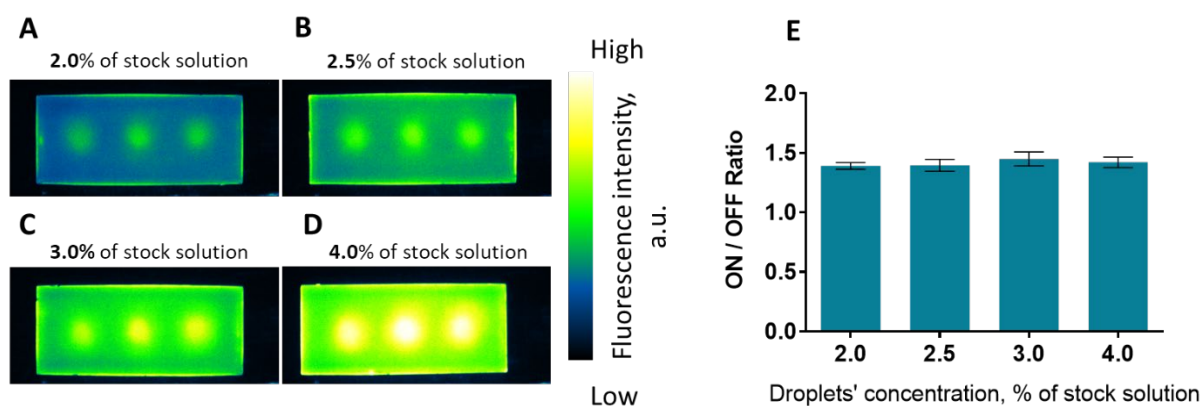 A
2.0% of stock solution
B
2.5% of stock solution
C
3.0% of stock solution
D
4.0% of stock solution
High
Fluorescence intensity,
a.u.
Low
E
2.0
1.5
1.0
0.5
0.0
ON / OFF Ratio
2.0 2.5 3.0 4.0
Droplets' concentration, % of stock solution